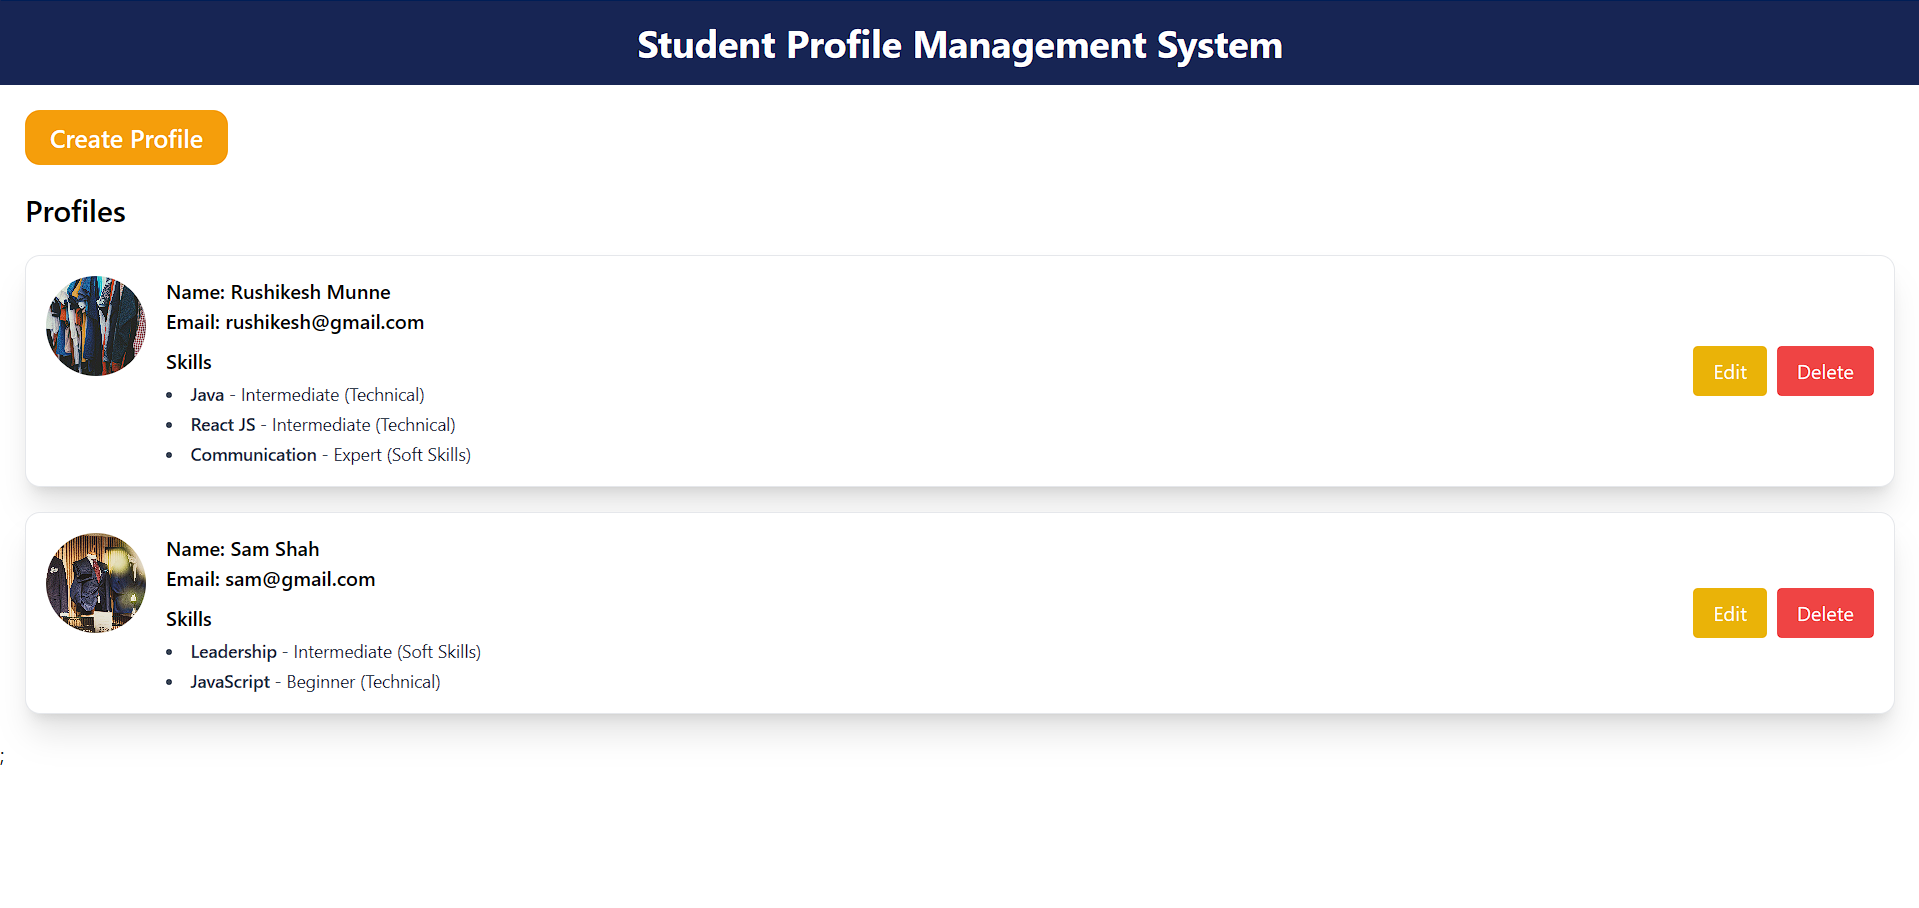 Student Profile Management System
Create Profile
Profiles
Name: Rushikesh Munne
Email: rushikesh@gmail.com
Skills
• Java - Intermediate (Technical)
• React JS - Intermediate (Technical)
• Communication - Expert (Soft Skills)
Edit Delete
Name: Sam Shah
Email: sam@gmail.com
Skills
• Leadership - Intermediate (Soft Skills)
• JavaScript - Beginner (Technical)
Edit Delete
;